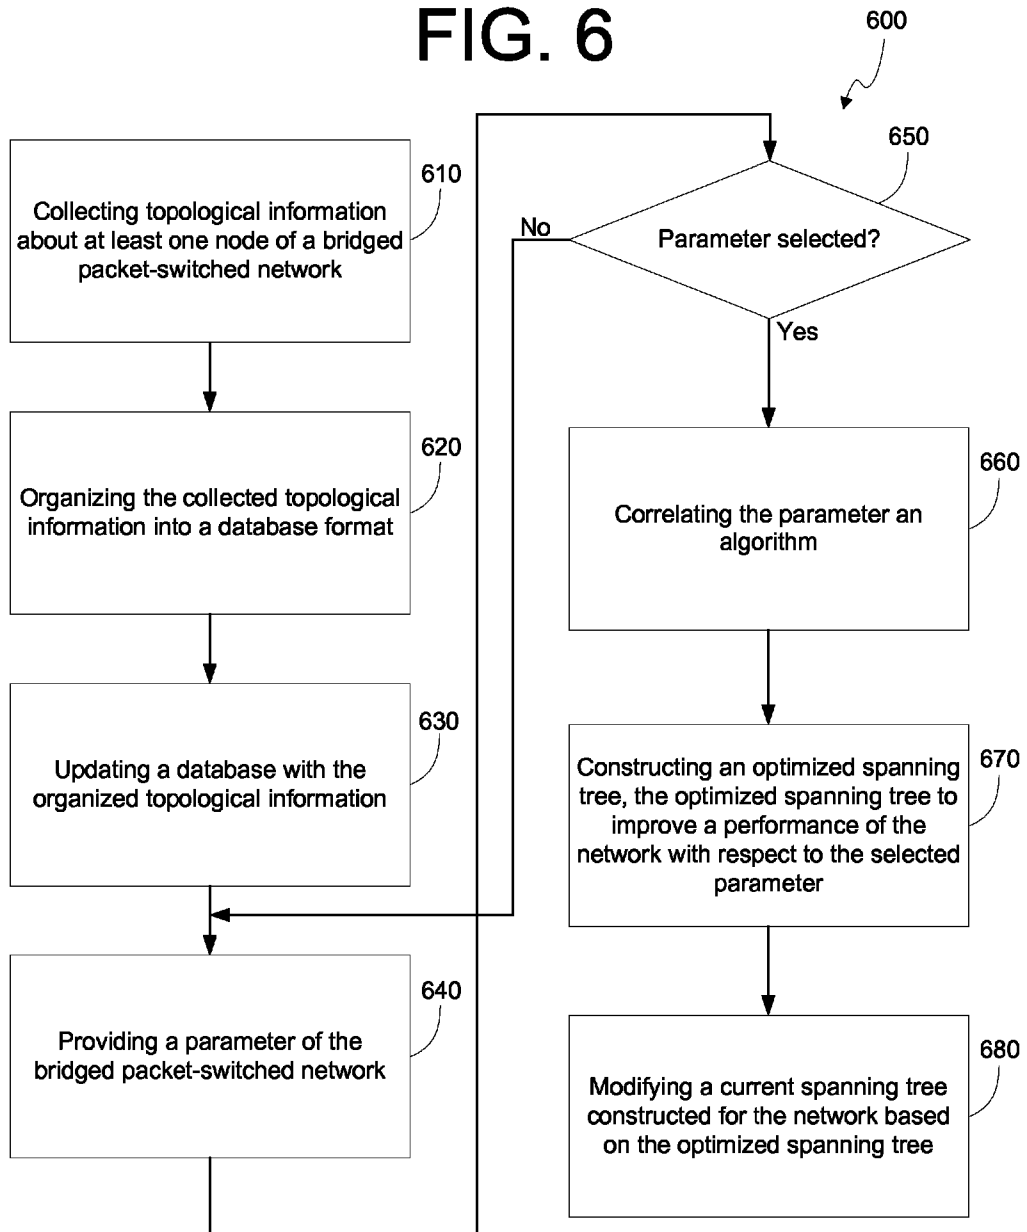 FIG. 6
600
610
Collecting topological information
about at least one node of a bridged
packet-switched network
620
Organizing the collected topological
information into a database format
630
Updating a database with the
organized topological information
640
Providing a parameter of the
bridged packet-switched network
650
Parameter selected?
No
Yes
660
Correlating the parameter an
algorithm
670
Constructing an optimized spanning
tree, the optimized spanning tree to
improve a performance of the
network with respect to the selected
parameter
680
Modifying a current spanning tree
constructed for the network based
on the optimized spanning tree